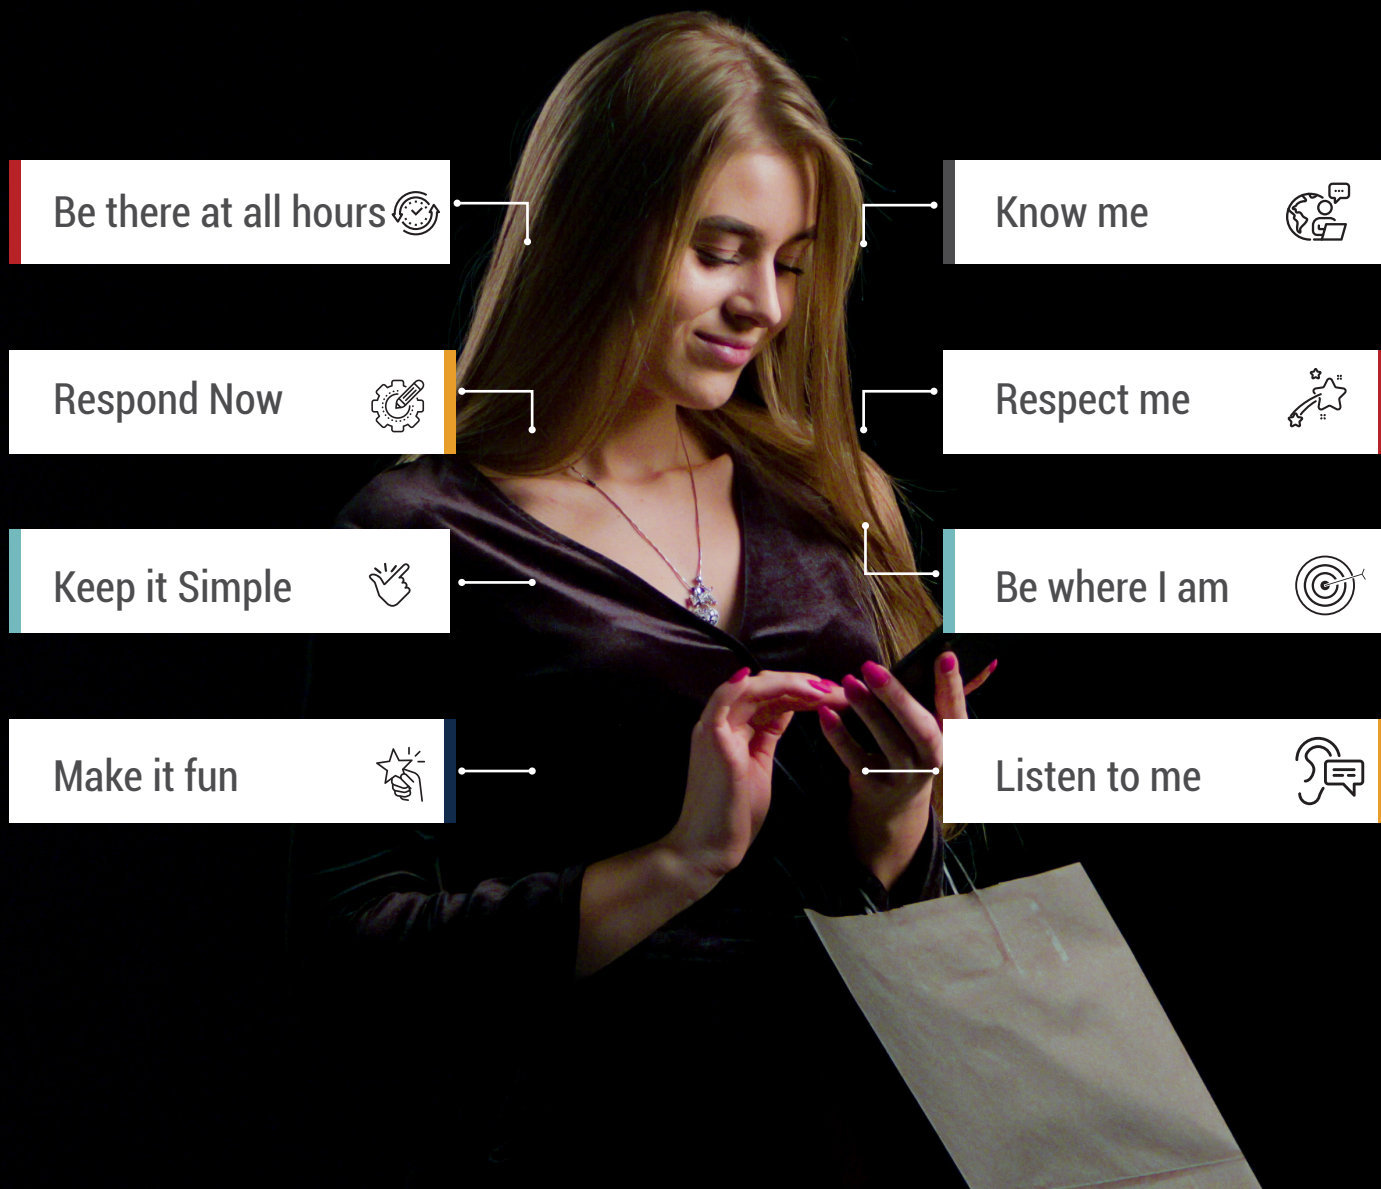 Be there at all hours
Respond Now
Keep it Simple
Make it fun
Know me
Respect me
Be where I am
Listen to me